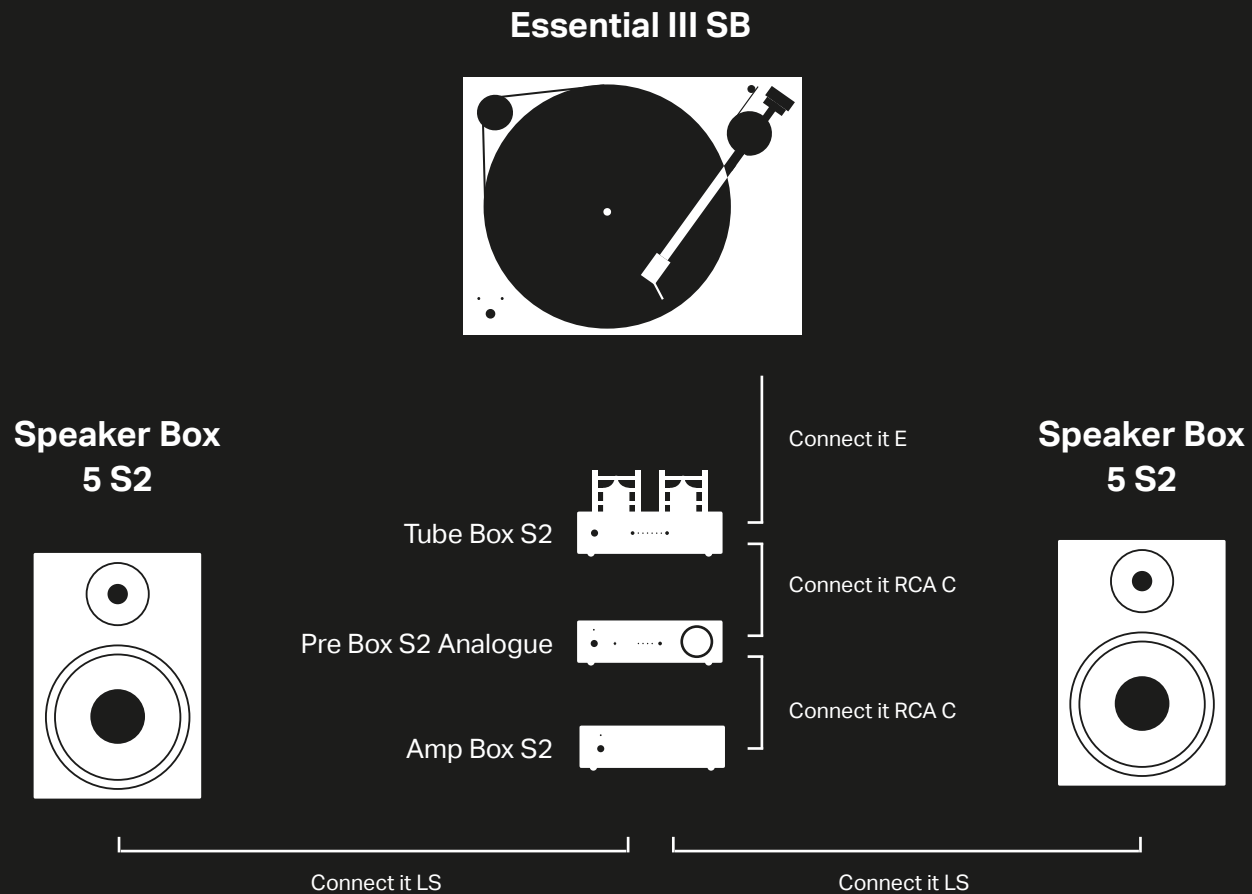 Essential III SB
Speaker Box
5 S2
Speaker Box
5 S2
Connect it E
Tube Box S2
Connect it RCA C
Pre Box S2 Analogue
Connect it RCA C
Amp Box S2
Connect it LS
Connect it LS